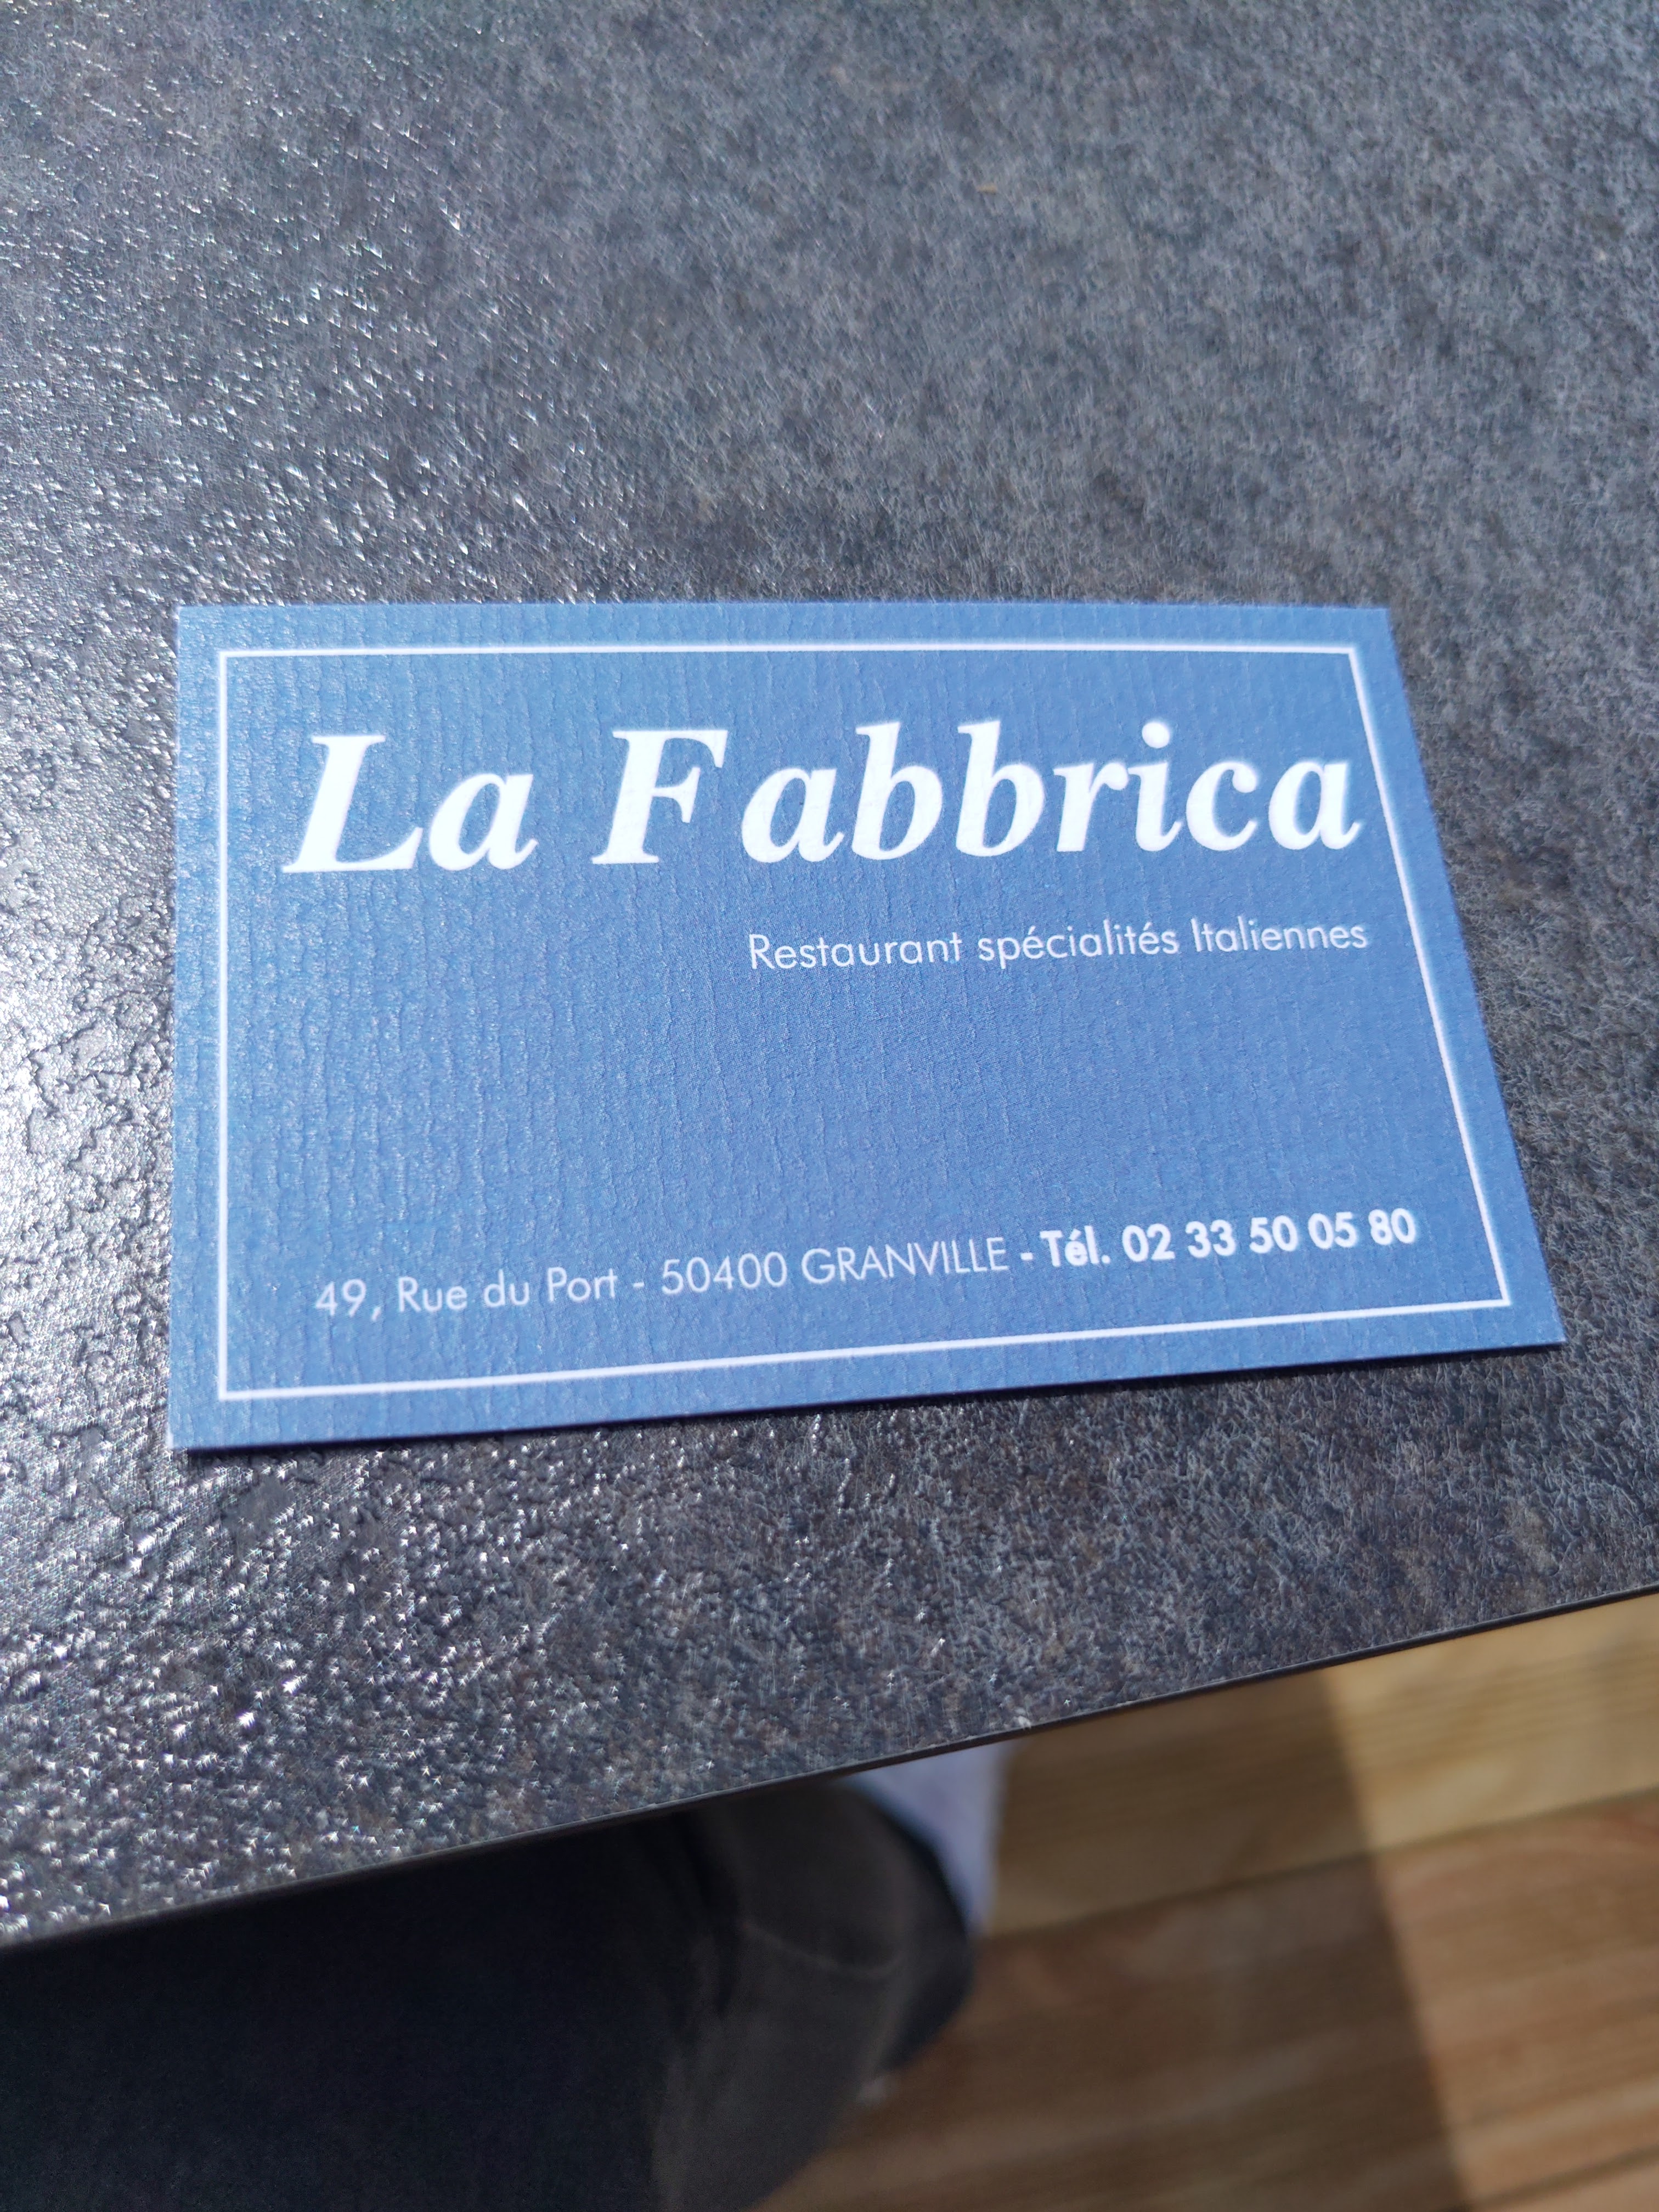 La Fabbrica
Restaurant spécialités Italiennes
49, Rue du Port - 50400 GRANVILLE - Tél. 02 33 50 05 80